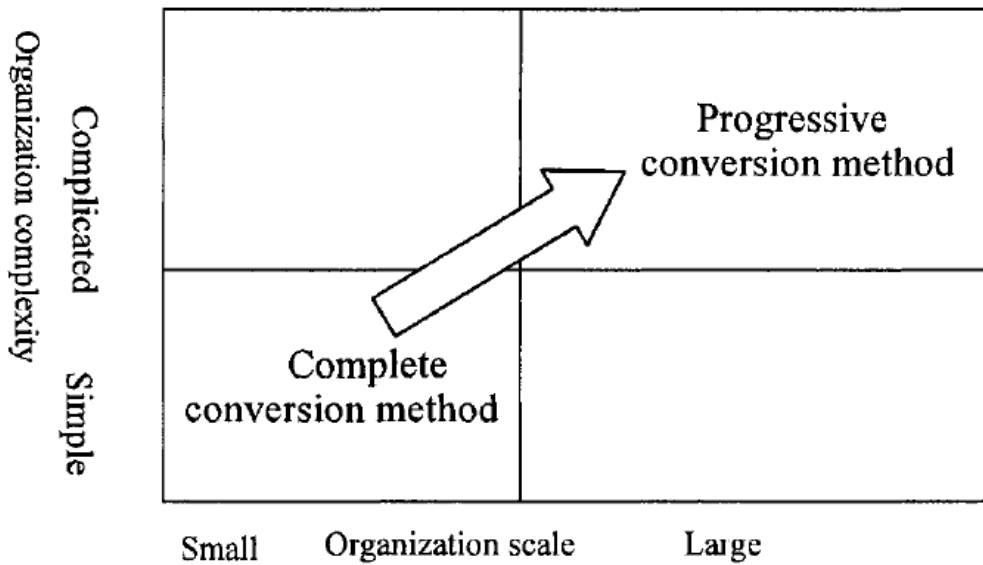 Organization complexity
Complicated
Simple
Progressive
conversion method
Complete
conversion method
Small
Organization scale
Large